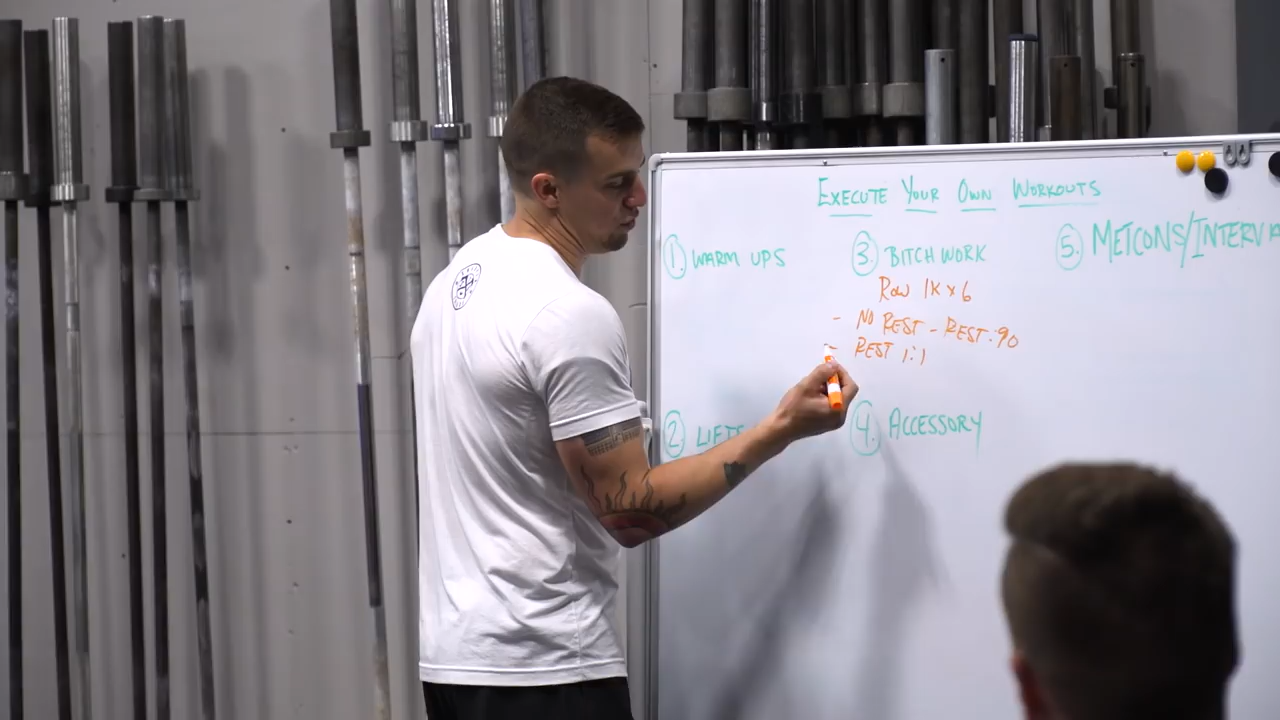 EXECUTE YOUR OWN WORKOUTS
1. WARM UPS
2. LIFTS
3. BITCH WORK
ROW 1K x 6
- NO REST - REST :90
- REST 1:1
4. ACCESSORY
5. METCONS/INTERV